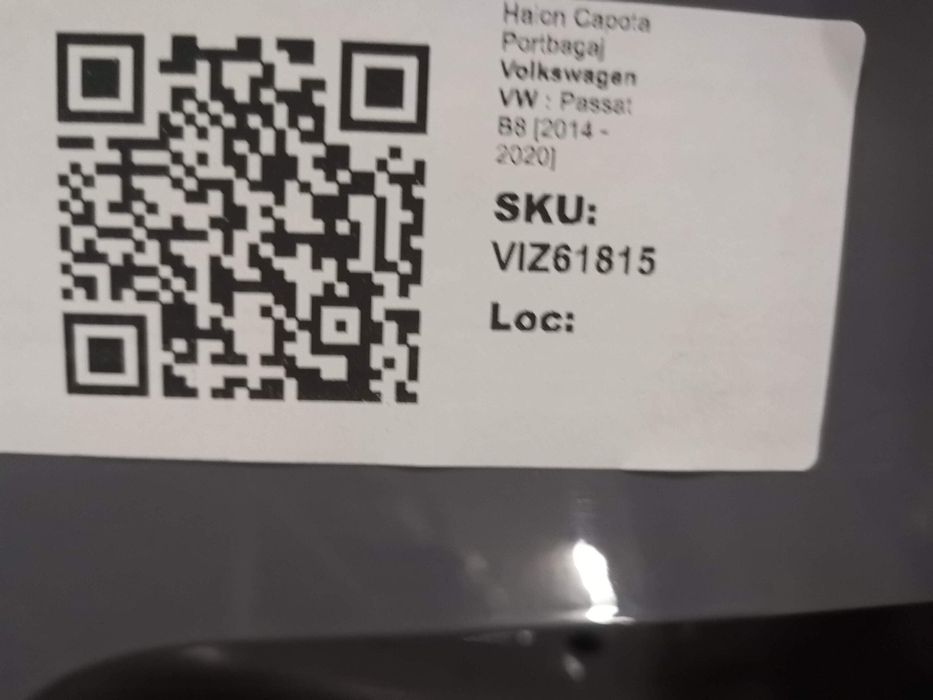 Haion Capota
Portbagaj
Volkswagen
VW : Passat
B8 [2014 -
2020]
SKU:
VIZ61815
Loc: